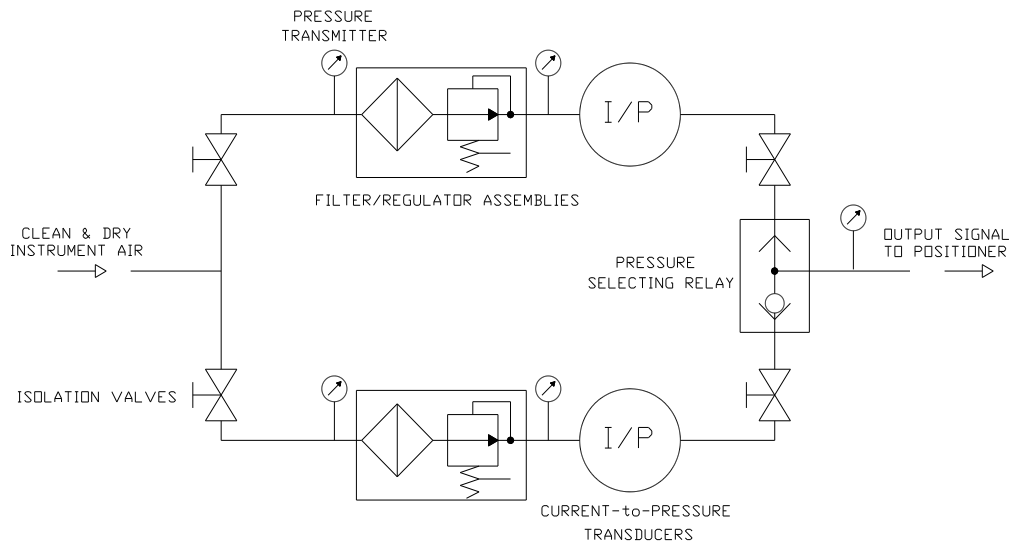 PRESSURE
TRANSMITTER
I/P
FILTER/REGULATOR ASSEMBLIES
CLEAN & DRY
INSTRUMENT AIR
OUTPUT SIGNAL
TO POSITIONER
PRESSURE
SELECTING RELAY
ISOLATION VALVES
I/P
CURRENT-to-PRESSURE
TRANSDUCERS